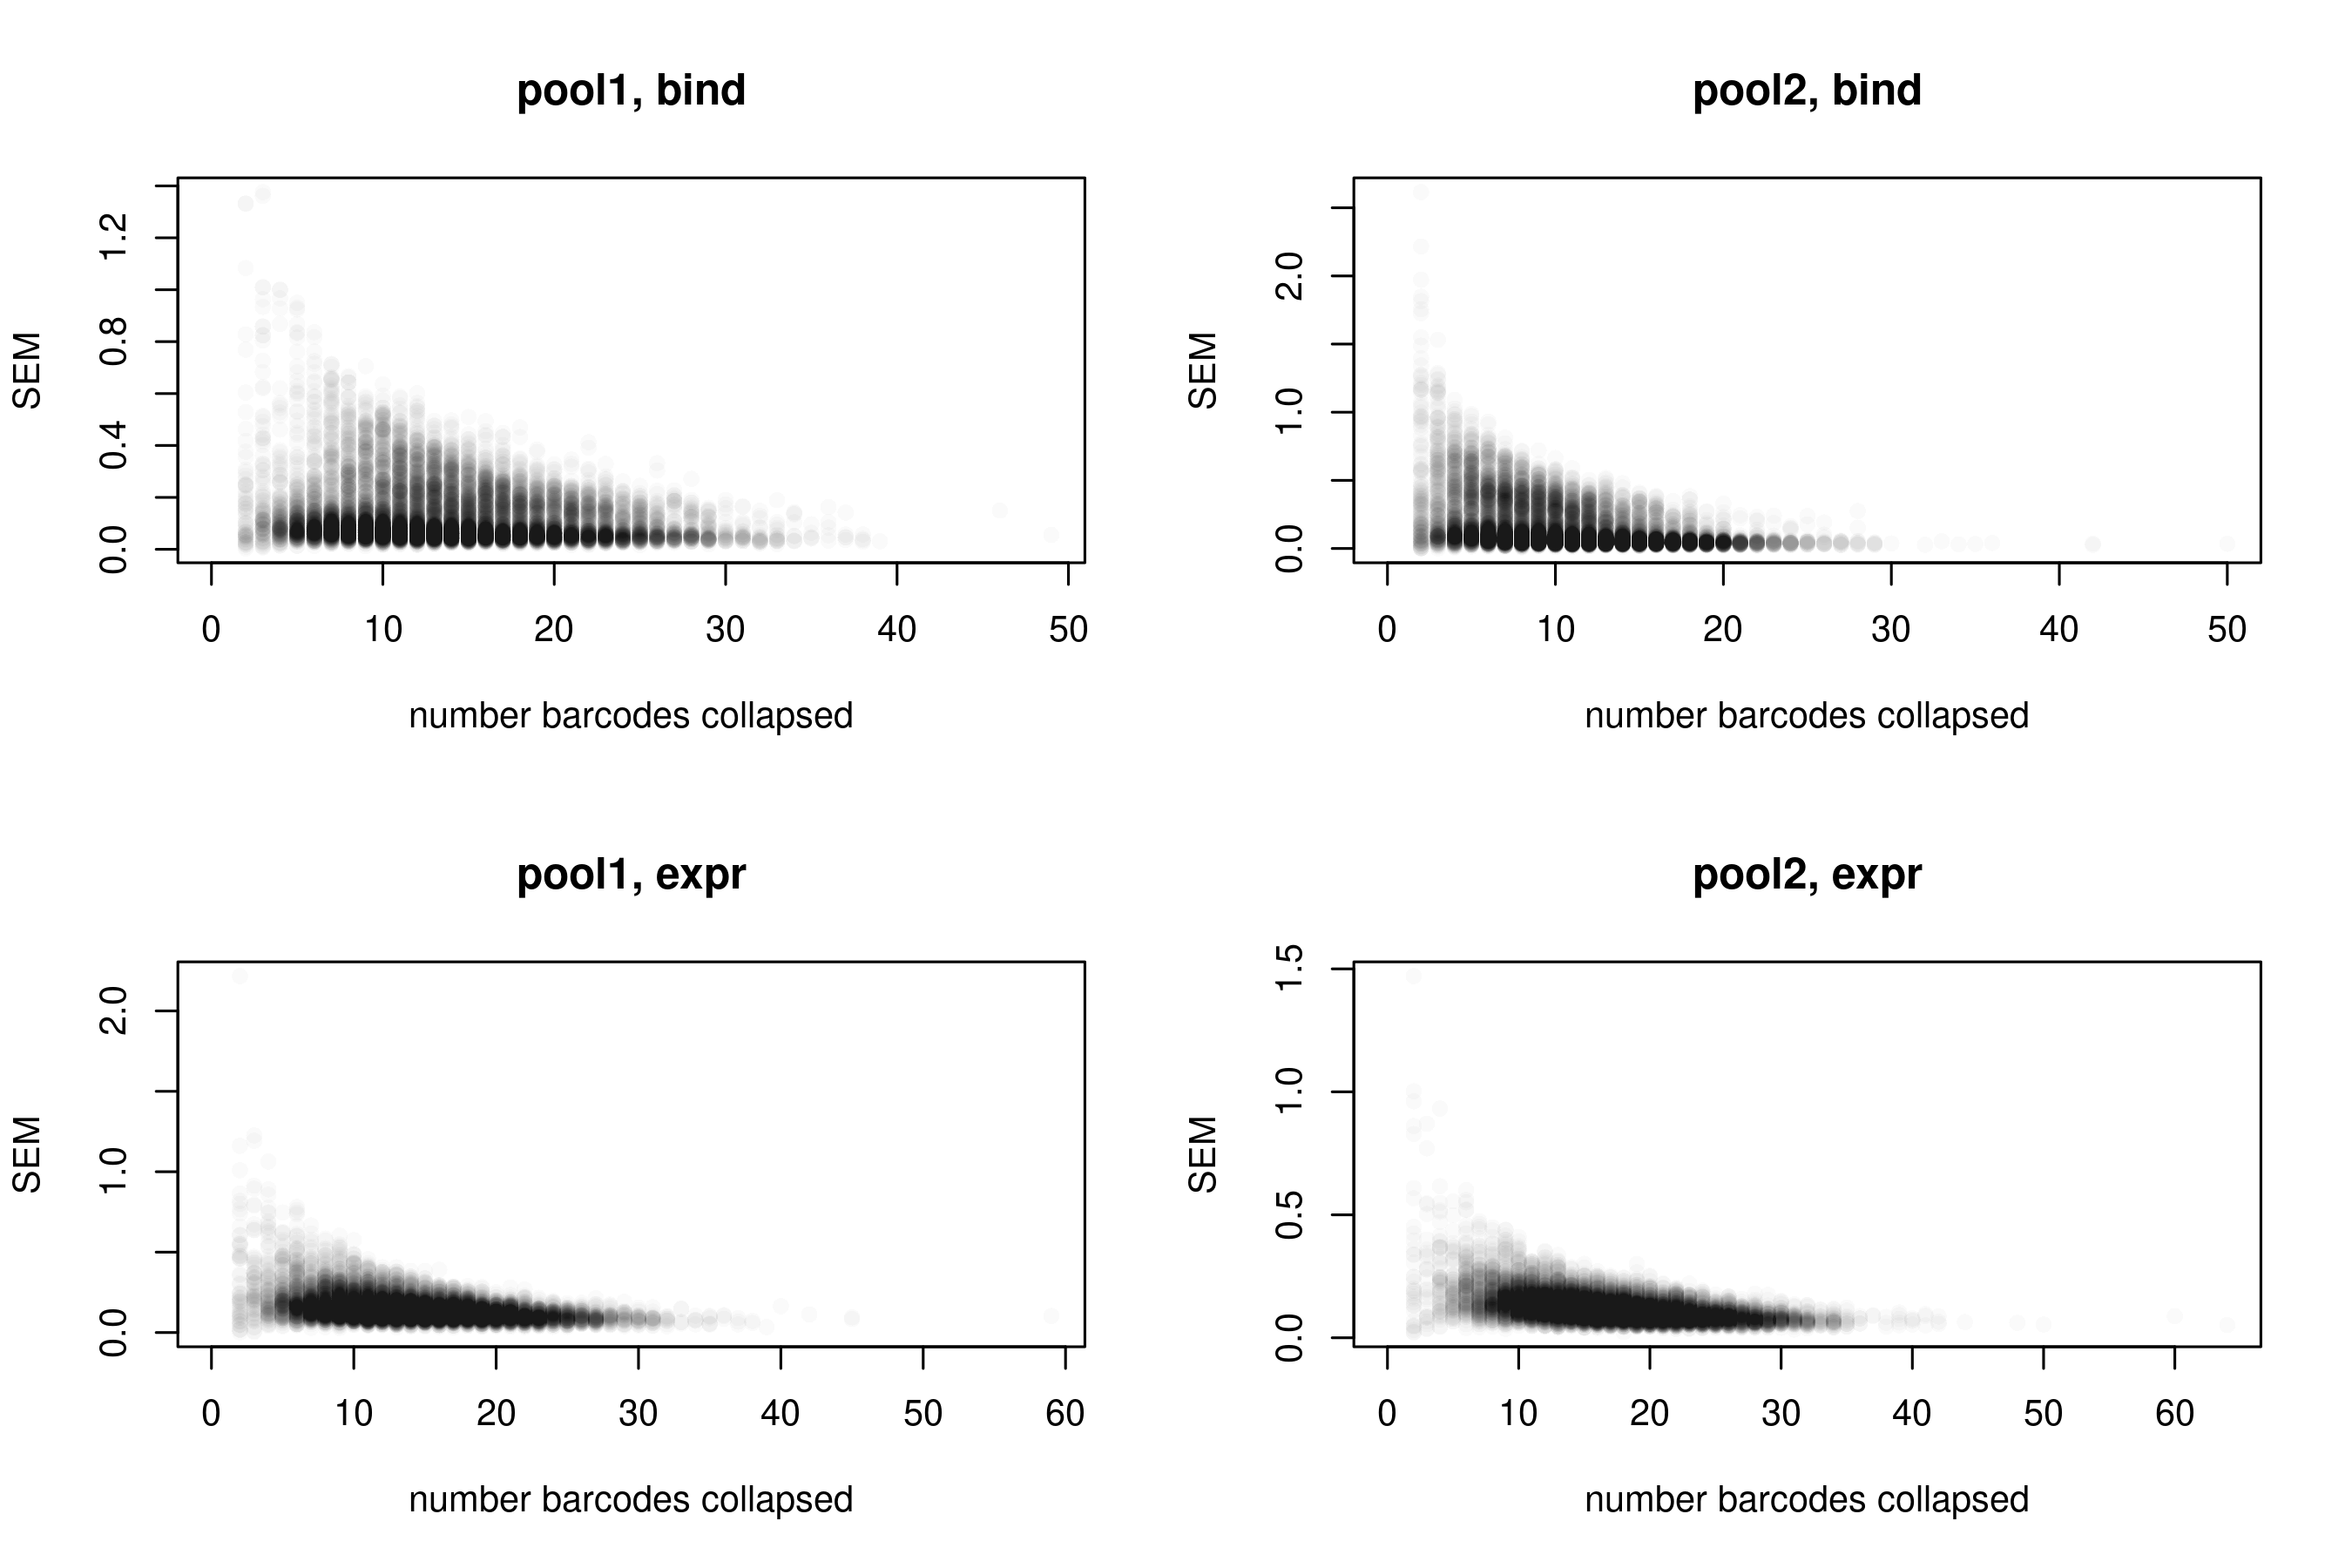 pool1, bind
SEM
0.0 0.4 0.8 1.2
0 10 20 30 40 50
number barcodes collapsed
pool2, bind
SEM
0.0 1.0 2.0
0 10 20 30 40 50
number barcodes collapsed
pool1, expr
SEM
0.0 1.0 2.0
0 10 20 30 40 50 60
number barcodes collapsed
pool2, expr
SEM
0.0 0.5 1.0 1.5
0 10 20 30 40 50 60
number barcodes collapsed